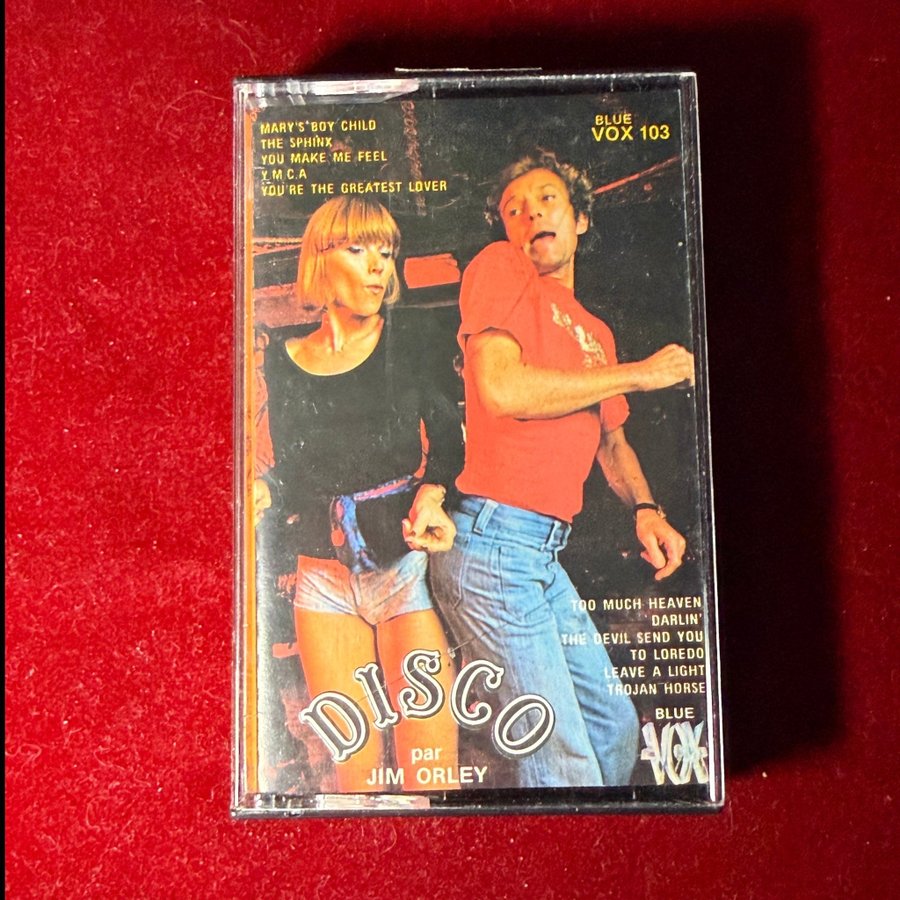 MARY'S BOY CHILD
THE SPHINX
YOU MAKE ME FEEL
Y.M.C.A
YOU'RE THE GREATEST LOVER
BLUE
VOX 103
TOO MUCH HEAVEN
DARLIN'
THE DEVIL SEND YOU
TO LOREDO
LEAVE A LIGHT
TROJAN HORSE
BLUE
VOX
DISCO
par
JIM ORLEY